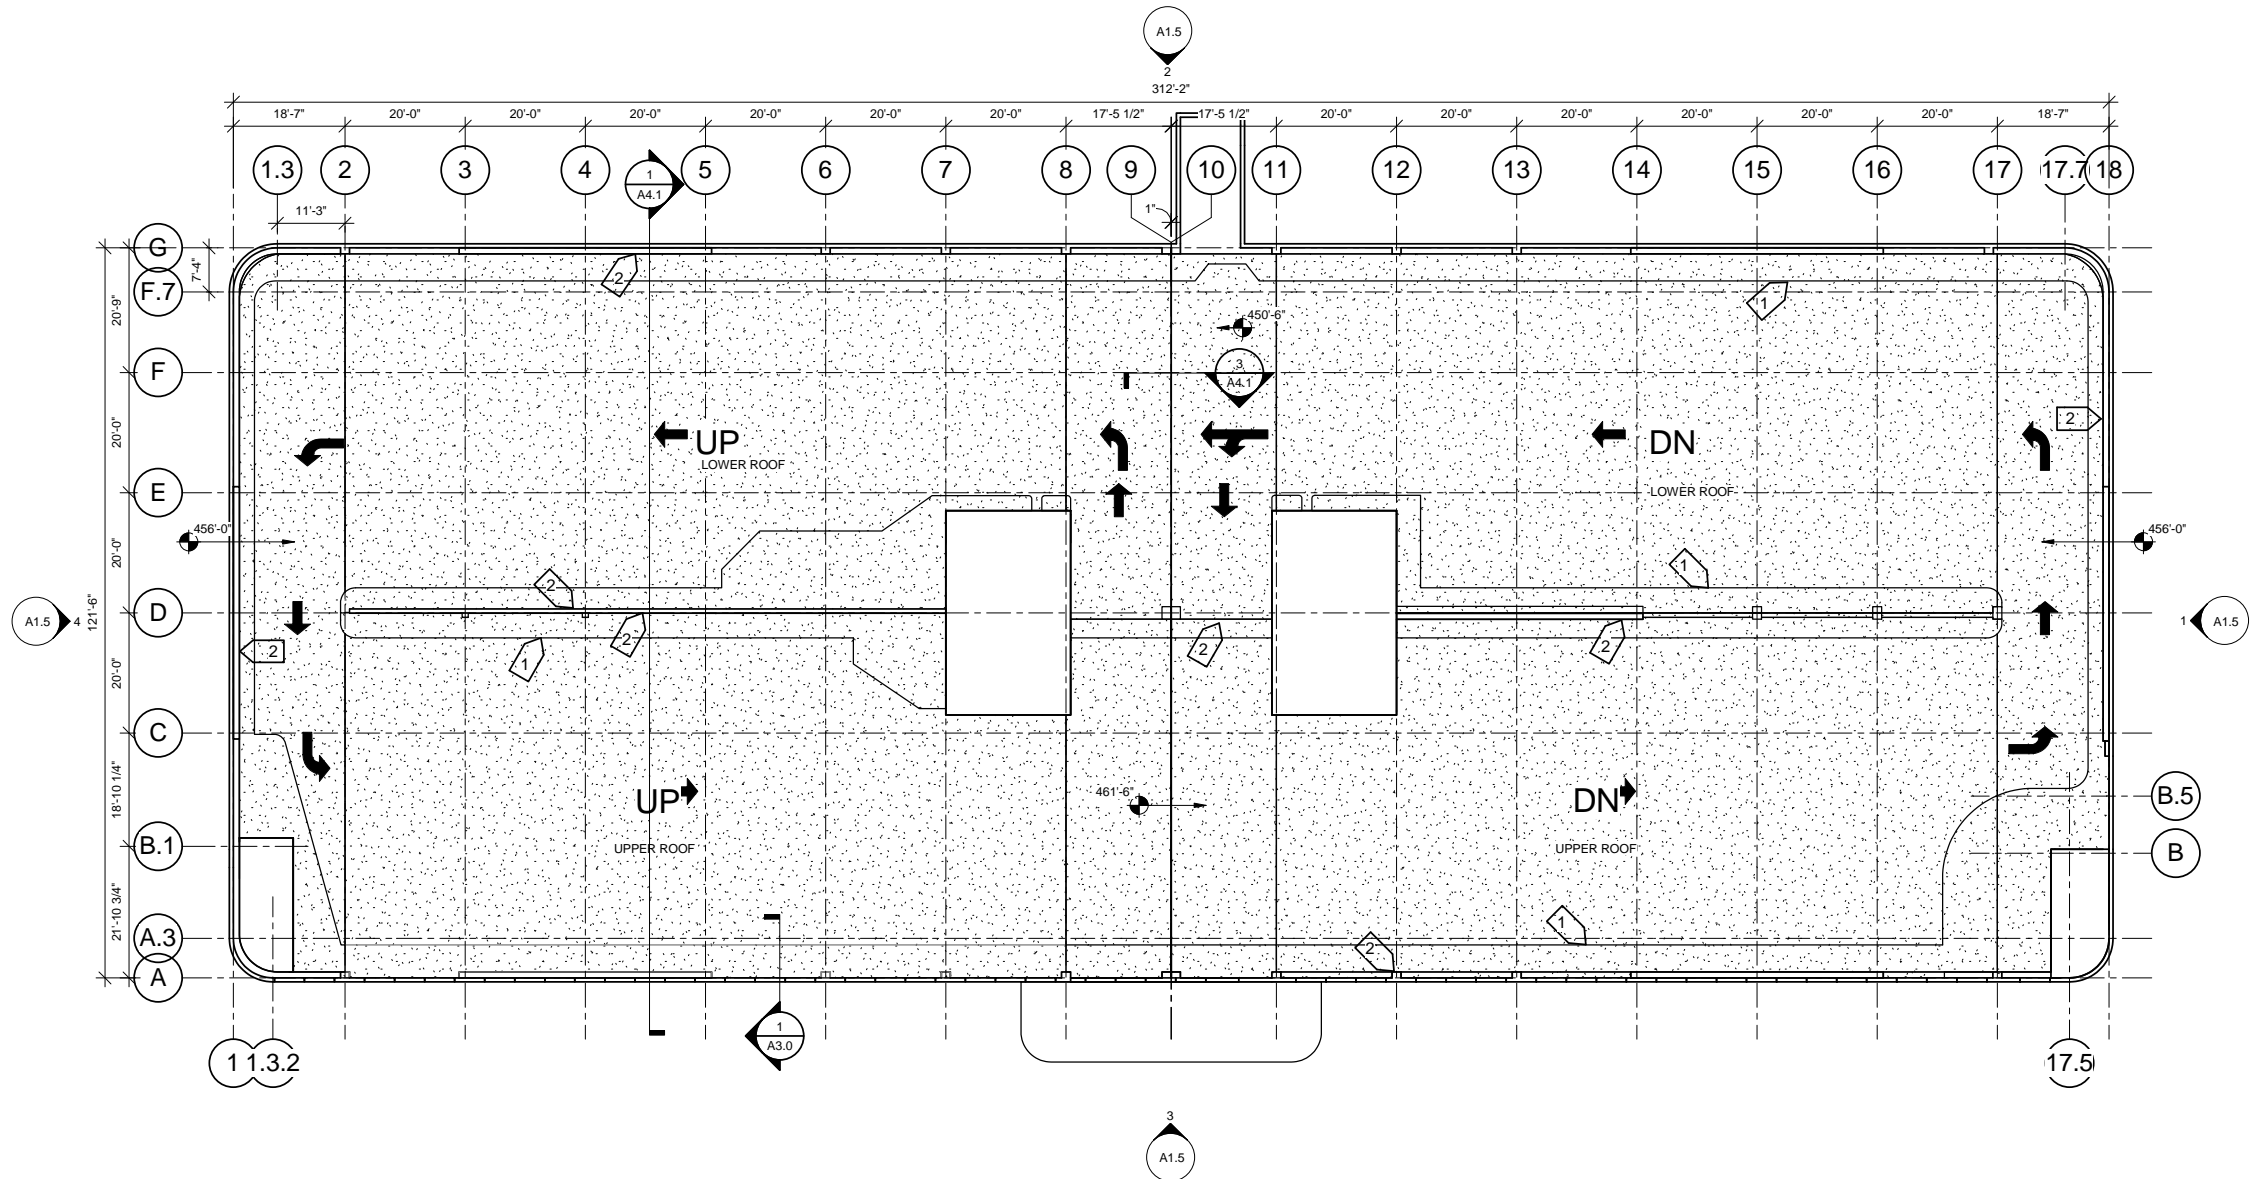 A1.5
2
312'-2"
18'-7" 20'-0" 20'-0" 20'-0" 20'-0" 20'-0" 20'-0" 17'-5 1/2" 17'-5 1/2" 20'-0" 20'-0" 20'-0" 20'-0" 20'-0" 20'-0" 18'-7"
1.3 2 3 4 5 6 7 8 9 10 11 12 13 14 15 16 17 17.7 18
1
A4.1
11'-3"
1"
G
7'-4"
2
F.7
20'-9"
1
450'-6"
F
3
A4.1
2
20'-0"
UP
LOWER ROOF
DN
LOWER ROOF
E
456'-0"
456'-0"
20'-0"
2
1
D
A1.5
4
121'-6"
2
1
2
2
2
1
A1.5
2
20'-0"
C
18'-10 1/4"
UP
UPPER ROOF
461'-6"
DN
UPPER ROOF
B.5
B.1
B
21'-10 3/4"
1
A.3
2
A
1
A3.0
1 1.3.2
17.5
3
A1.5